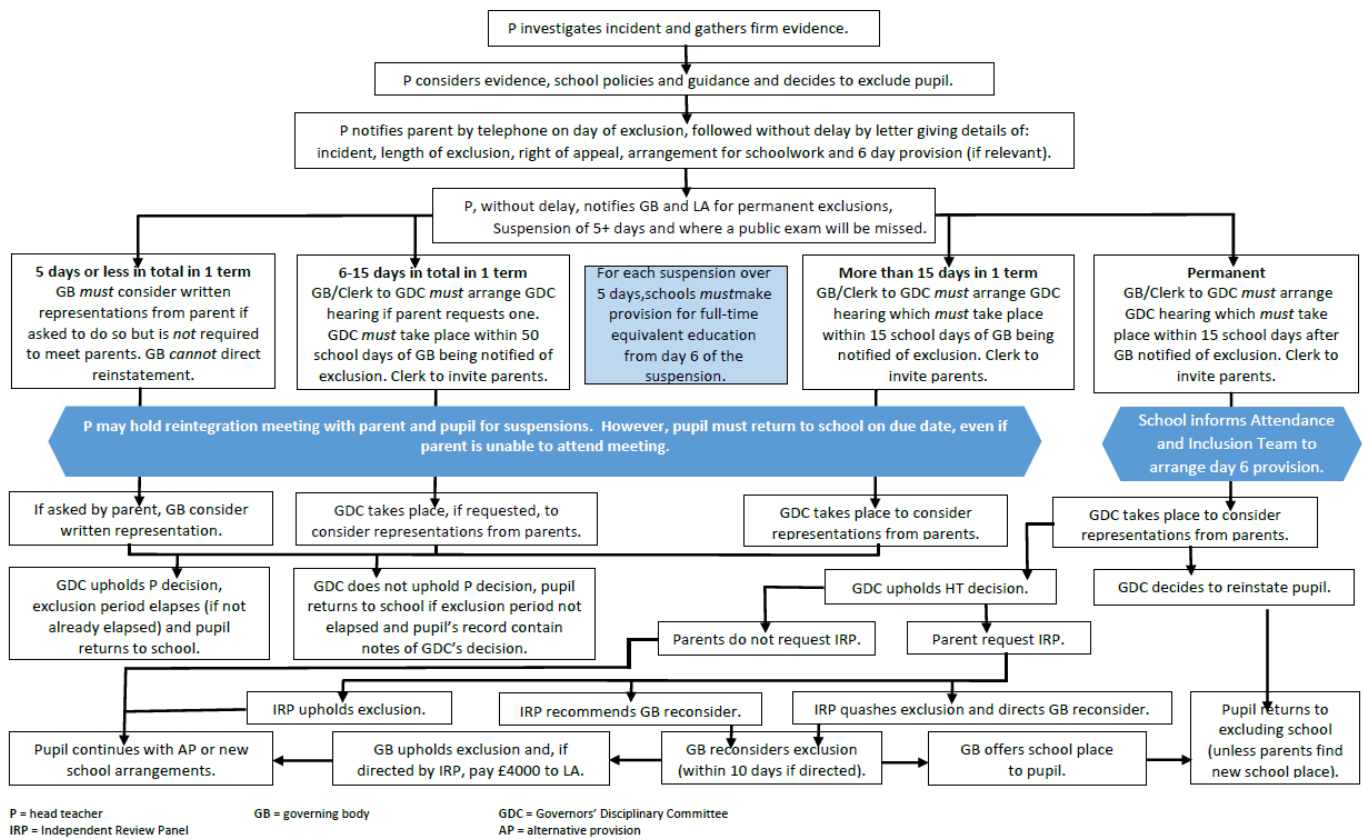 P investigates incident and gathers firm evidence.
P considers evidence, school policies and guidance and decides to exclude pupil.
P notifies parent by telephone on day of exclusion, followed without delay by letter giving details of:
incident, length of exclusion, right of appeal, arrangement for schoolwork and 6 day provision (if relevant).
P, without delay, notifies GB and LA for permanent exclusions,
Suspension of 5+ days and where a public exam will be missed.
5 days or less in total in 1 term
GB must consider written
representations from parent if
asked to do so but is not required
to meet parents. GB cannot direct
reinstatement.
6-15 days in total in 1 term
GB/Clerk to GDC must arrange GDC
hearing if parent requests one.
GDC must take place within 50
school days of GB being notified of
exclusion. Clerk to invite parents.
For each suspension over
5 days,schools mustmake
provision for full-time
equivalent education
from day 6 of the
suspension.
More than 15 days in 1 term
GB/Clerk to GDC must arrange GDC
hearing which must take place
within 15 school days of GB being
notified of exclusion. Clerk to
invite parents.
Permanent
GB/Clerk to GDC must arrange
GDC hearing which must take
place within 15 school days after
GB notified of exclusion. Clerk to
invite parents.
P may hold reintegration meeting with parent and pupil for suspensions. However, pupil must return to school on due date, even if
parent is unable to attend meeting.
School informs Attendance
and Inclusion Team to
arrange day 6 provision.
If asked by parent, GB consider
written representation.
GDC takes place, if requested, to
consider representations from parents.
GDC takes place to consider
representations from parents.
GDC takes place to consider
representations from parents.
GDC upholds P decision,
exclusion period elapses (if not
already elapsed) and pupil
returns to school.
GDC does not uphold P decision, pupil
returns to school if exclusion period not
elapsed and pupil's record contain
notes of GDC's decision.
GDC upholds HT decision.
GDC decides to reinstate pupil.
Parents do not request IRP.
Parent request IRP.
IRP upholds exclusion.
IRP recommends GB reconsider.
IRP quashes exclusion and directs GB reconsider.
Pupil returns to
excluding school
(unless parents find
new school place).
Pupil continues with AP or new
school arrangements.
GB upholds exclusion and, if
directed by IRP, pay £4000 to LA.
GB reconsiders exclusion
(within 10 days if directed).
GB offers school place
to pupil.
P = head teacher
GB = governing body
GDC = Governors' Disciplinary Committee
IRP = Independent Review Panel
AP = alternative provision